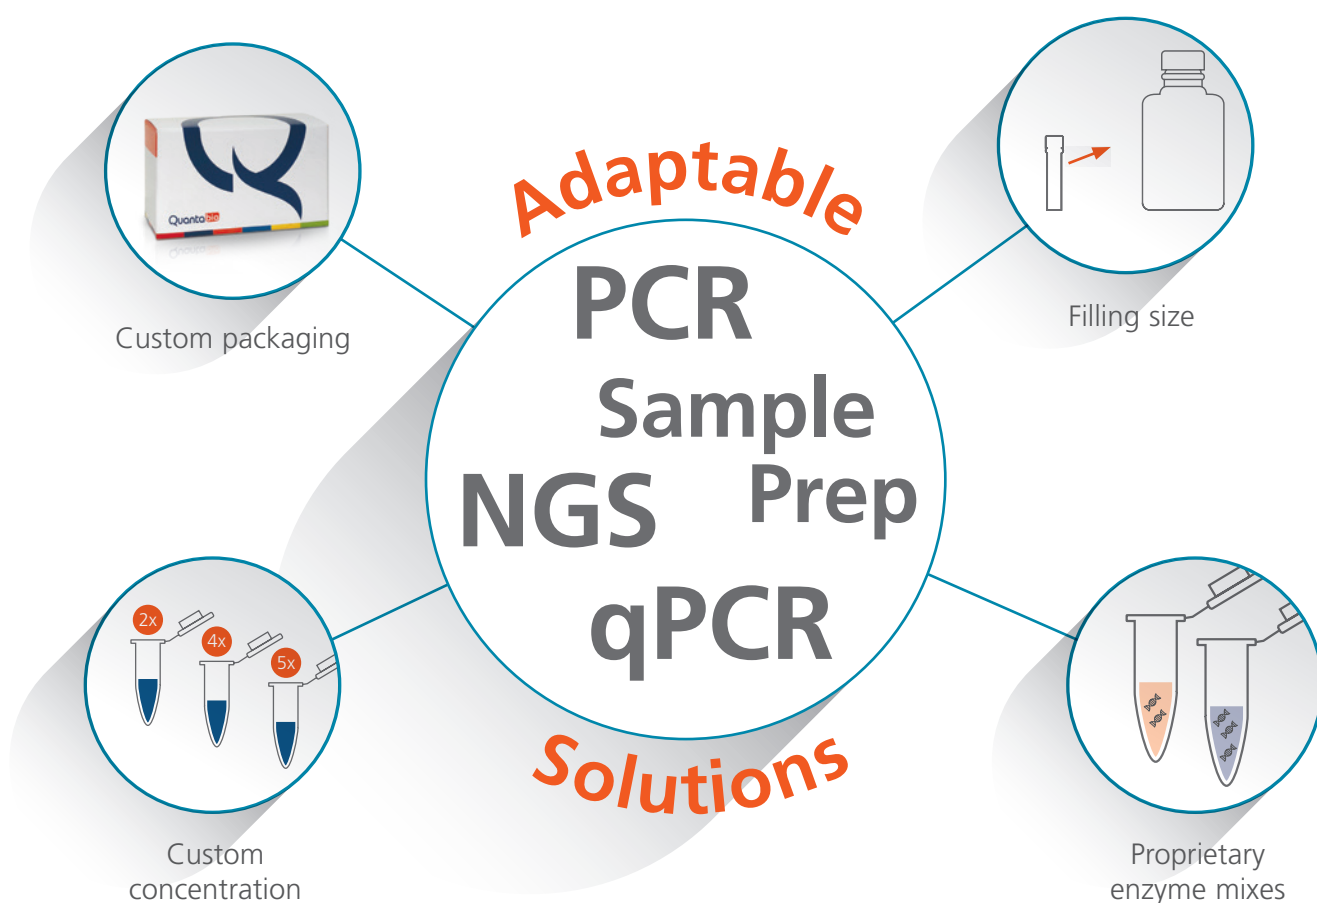 Quantabio
Custom packaging
Filling size
Adaptable
PCR
Sample
Prep
NGS
qPCR
Solutions
2x
4x
5x
Custom
concentration
Proprietary
enzyme mixes